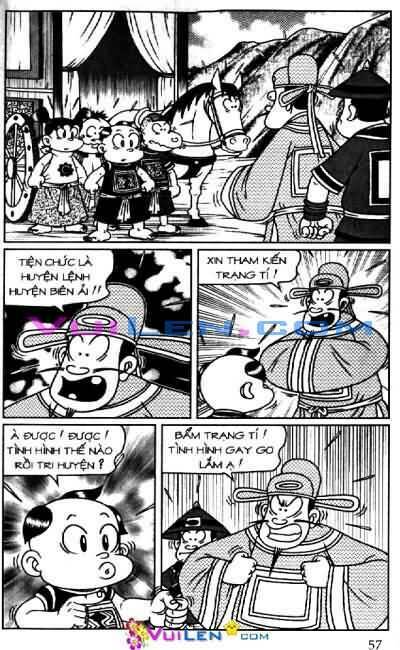 TIỆN CHỨC LÀ
HUYỆN LỆNH
HUYỆN BIÊN ẢI!!
XIN THAM KIẾN
TRẠNG TÍ!
VUILEN.COM
À ĐƯỢC! ĐƯỢC!
TÌNH HÌNH THẾ NÀO
RỒI TRI HUYỆN?
BẨM TRẠNG TÍ!
TÌNH HÌNH GAY GO
LẮM Ạ!
VUILEN.COM
57